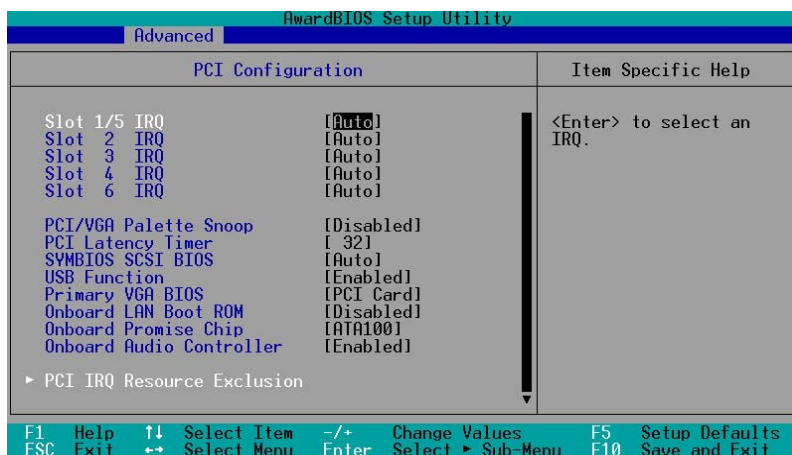 AwardBIOS Setup Utility
Advanced
PCI Configuration
Item Specific Help
Slot 1/5 IRQ [Auto]
Slot 2 IRQ [Auto]
Slot 3 IRQ [Auto]
Slot 4 IRQ [Auto]
Slot 6 IRQ [Auto]
PCI/VGA Palette Snoop [Disabled]
PCI Latency Timer [ 32]
SYMBIOS SCSI BIOS [Auto]
USB Function [Enabled]
Primary VGA BIOS [PCI Card]
Onboard LAN Boot ROM [Disabled]
Onboard Promise Chip [ATA100]
Onboard Audio Controller [Enabled]
► PCI IRQ Resource Exclusion
<Enter> to select an
IRQ.
F1 Help ↑↓ Select Item -/+ Change Values F5 Setup Defaults
ESC Exit ←→ Select Menu Enter Select ► Sub-Menu F10 Save and Exit